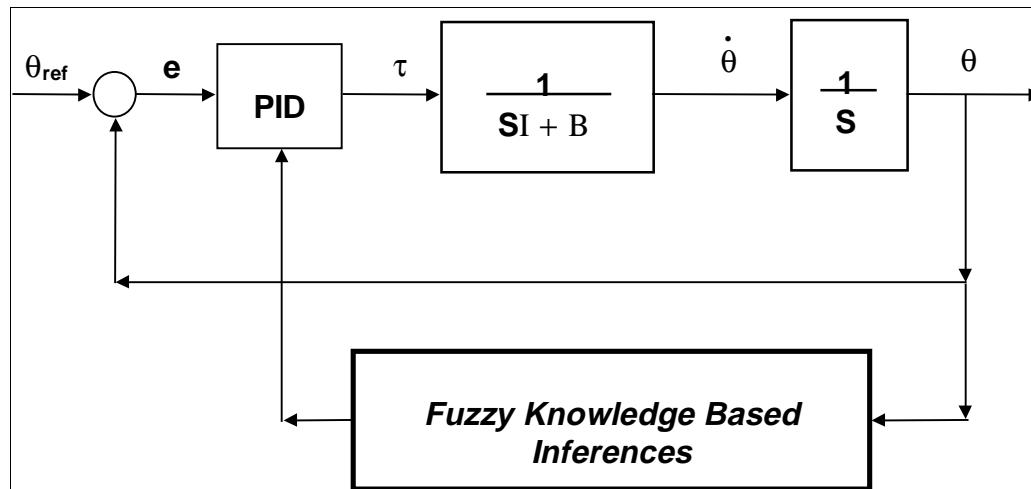 θref
e
PID
τ
1
SI + B
θ̇
1
S
θ
Fuzzy Knowledge Based
Inferences